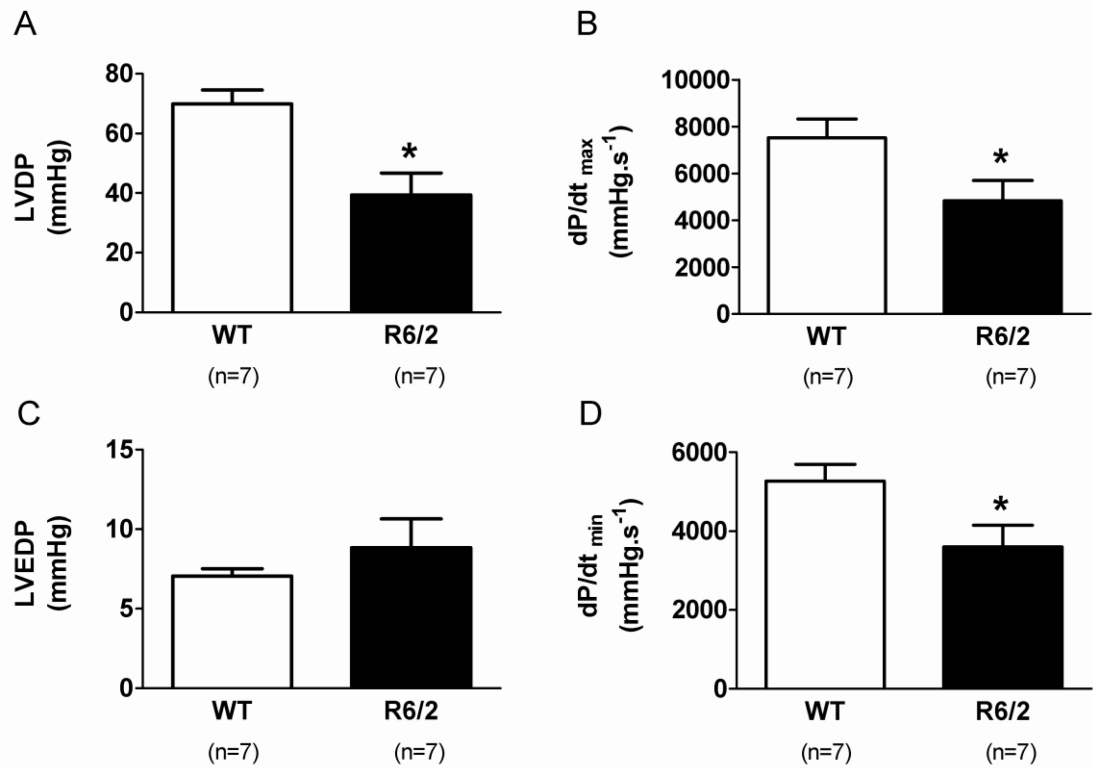 A
LVDP
(mmHg)
80
60
40
20
0
*
WT
R6/2
(n=7)
(n=7)
B
dP/dt max
(mmHg.s-1)
10000
8000
6000
4000
2000
0
*
WT
R6/2
(n=7)
(n=7)
C
LVEDP
(mmHg)
15
10
5
0
WT
R6/2
(n=7)
(n=7)
D
dP/dt min
(mmHg.s-1)
6000
4000
2000
0
*
WT
R6/2
(n=7)
(n=7)